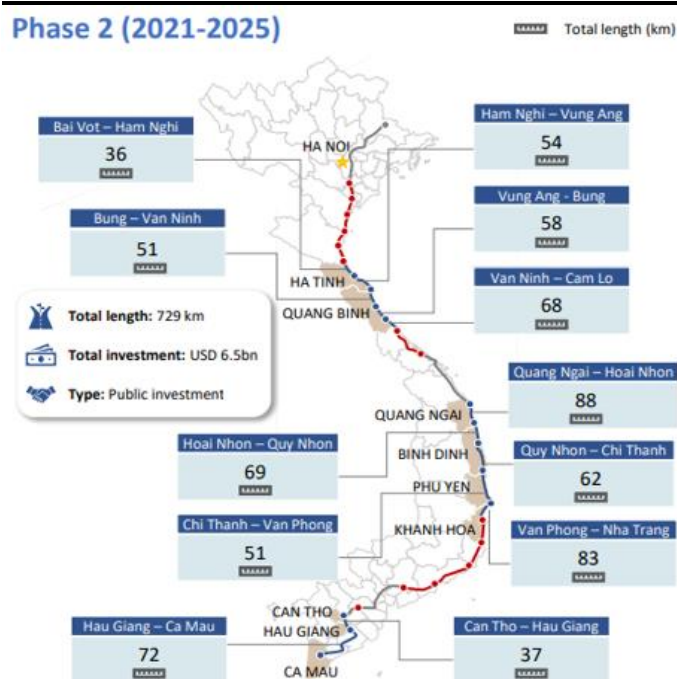 Phase 2 (2021-2025)
Total length (km)
Bai Vot – Ham Nghi
36
Ham Nghi – Vung Ang
54
HA NOI
Vung Ang - Bung
58
Bung – Van Ninh
51
Van Ninh – Cam Lo
68
HA TINH
QUANG BINH
Total length: 729 km
Total investment: USD 6.5bn
Type: Public investment
Quang Ngai – Hoai Nhon
88
QUANG NGAI
Hoai Nhon – Quy Nhon
69
BINH DINH
Quy Nhon – Chi Thanh
62
PHU YEN
Chi Thanh – Van Phong
51
KHANH HOA
Van Phong – Nha Trang
83
CAN THO
HAU GIANG
Hau Giang – Ca Mau
72
Can Tho – Hau Giang
37
CA MAU